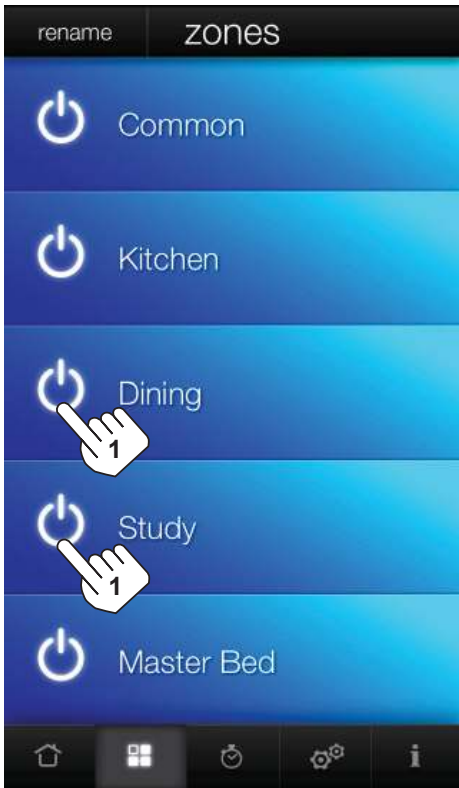 rename zones
Common
Kitchen
Dining
1
Study
1
Master Bed
i